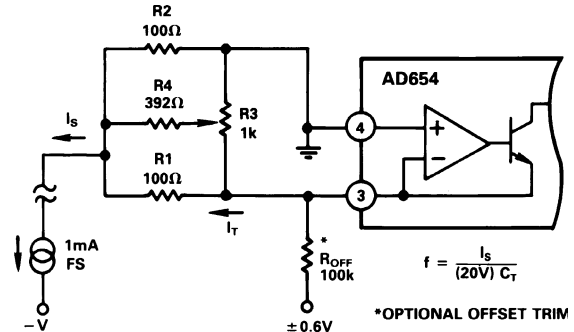 R2
100Ω
R4
392Ω
R3
1k
R1
100Ω
IS
IT
1mA
FS
−V
*
ROFF
100k
±0.6V
AD654
4
+
−
3
f = IS / (20V) CT
*OPTIONAL OFFSET TRIM